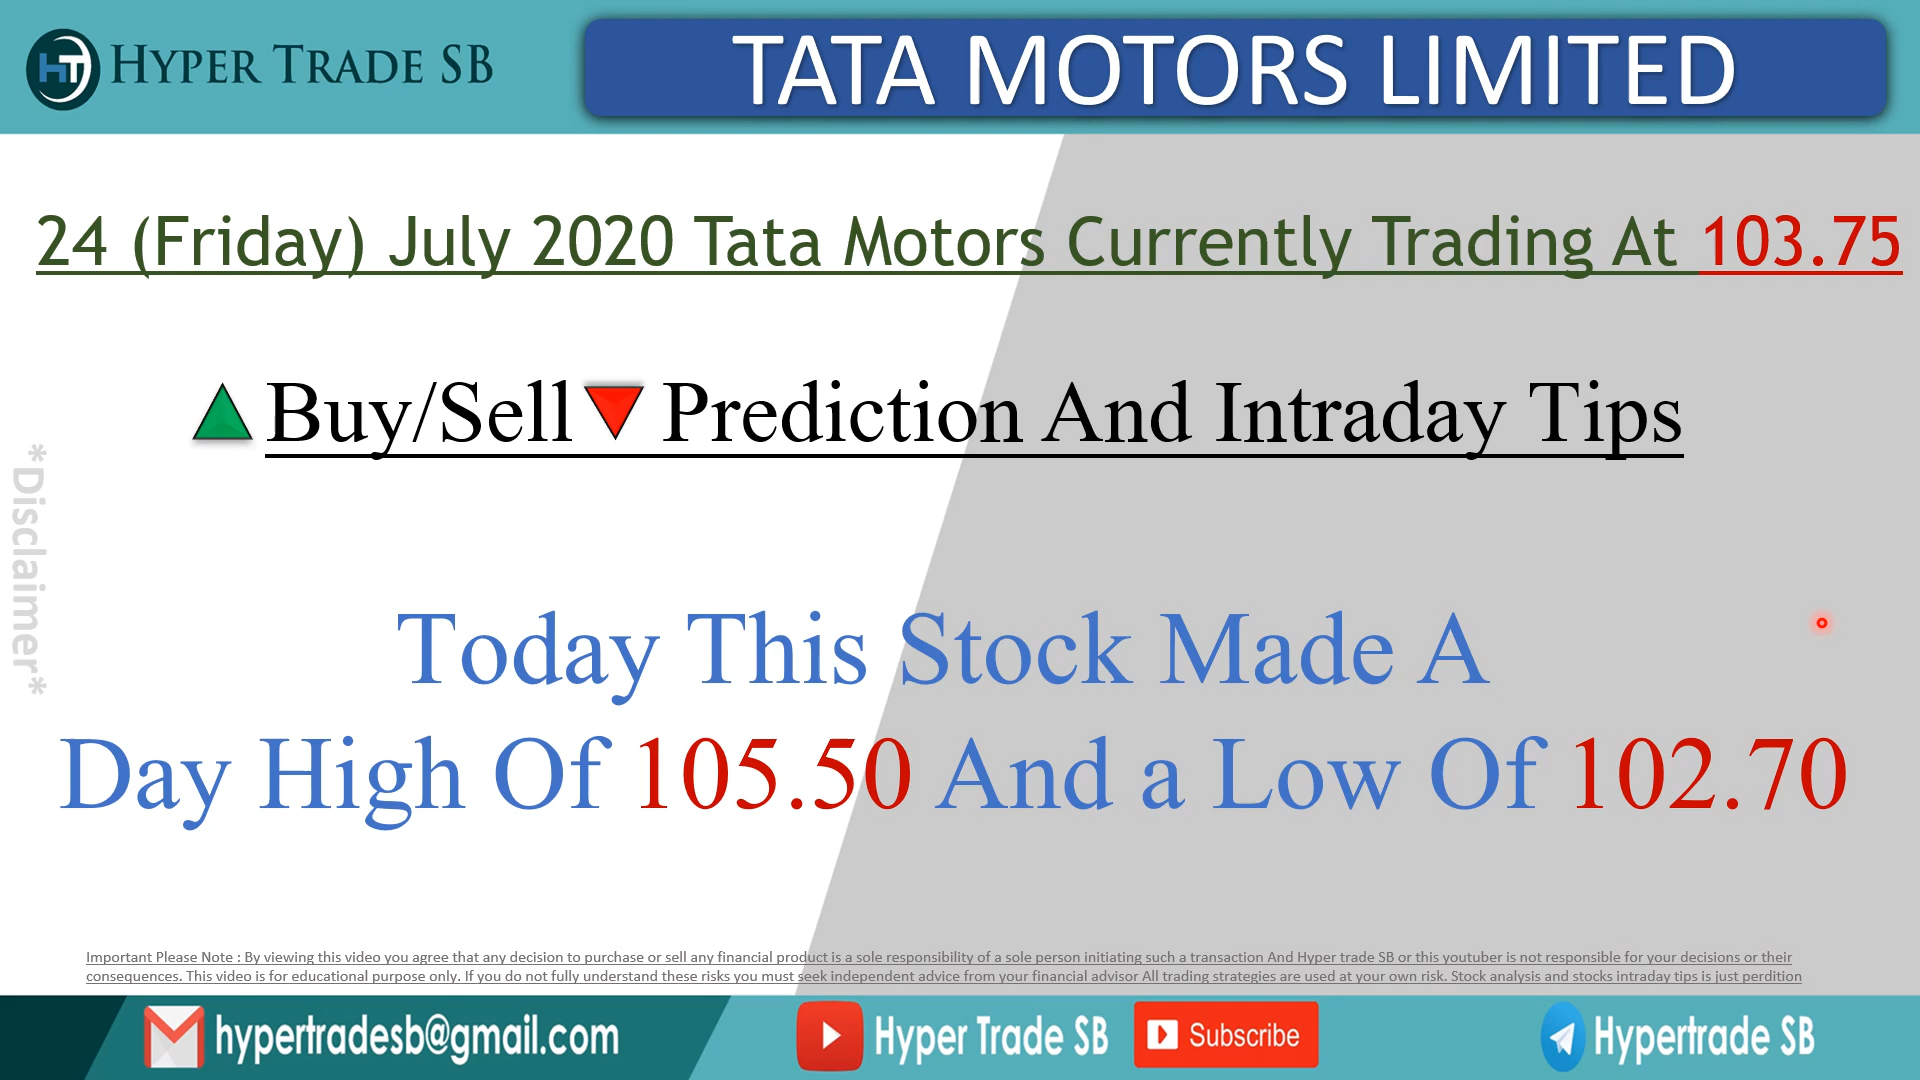 HT HYPER TRADE SB
TATA MOTORS LIMITED
24 (Friday) July 2020 Tata Motors Currently Trading At 103.75
Buy/Sell Prediction And Intraday Tips
*Disclaimer*
Today This Stock Made A
Day High Of 105.50 And a Low Of 102.70
Important Please Note : By viewing this video you agree that any decision to purchase or sell any financial product is a sole responsibility of a sole person initiating such a transaction And Hyper trade SB or this youtuber is not responsible for your decisions or their
consequences. This video is for educational purpose only. If you do not fully understand these risks you must seek independent advice from your financial advisor All trading strategies are used at your own risk. Stock analysis and stocks intraday tips is just perdition
hypertradesb@gmail.com Hyper Trade SB Subscribe Hypertrade SB